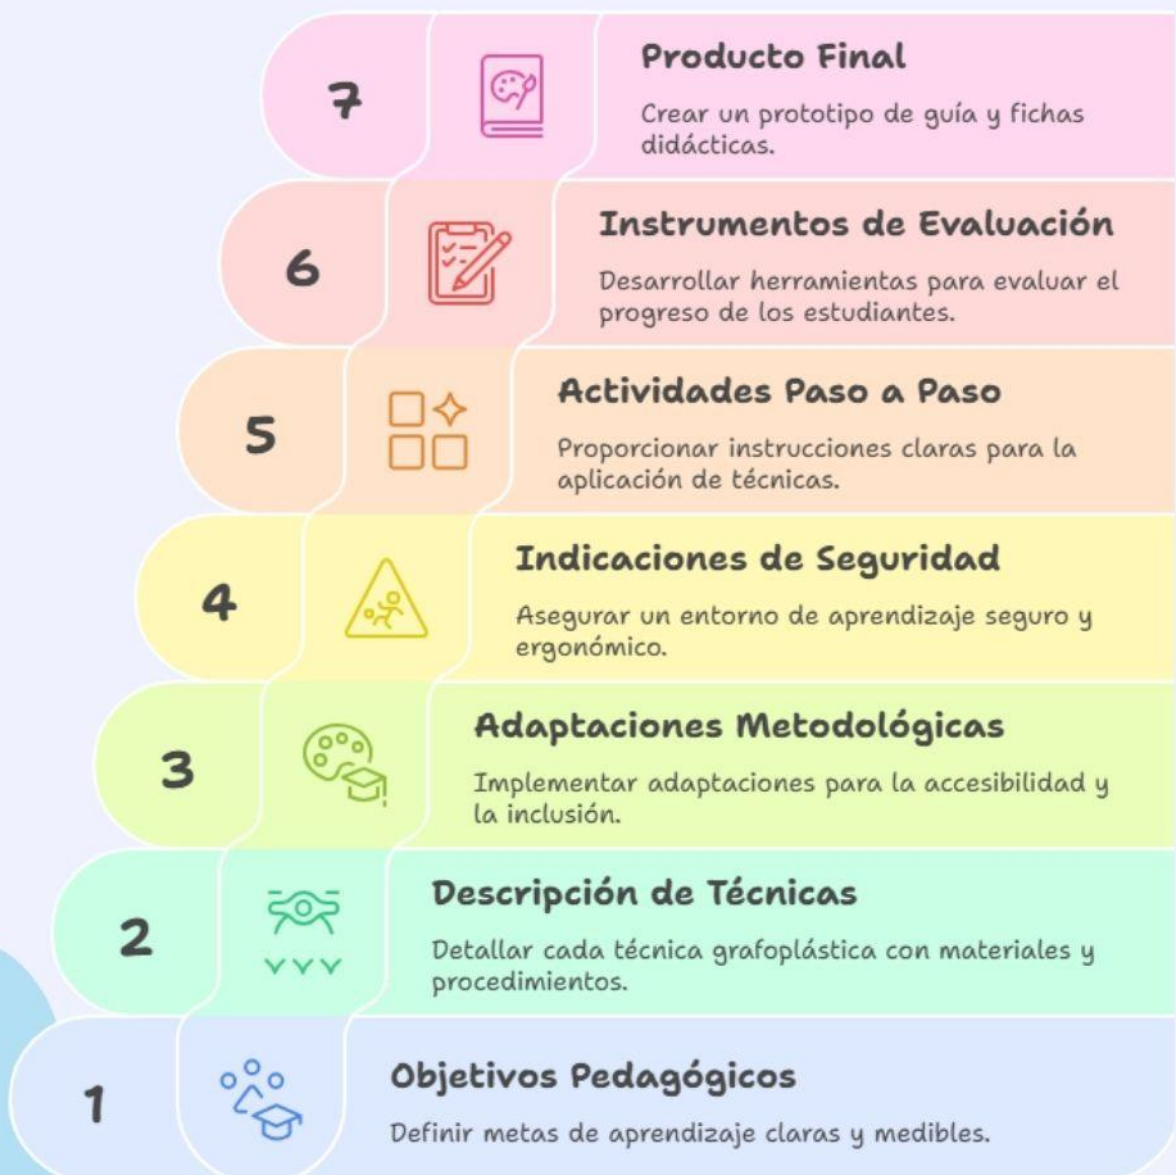 7
Producto Final
Crear un prototipo de guía y fichas
didácticas.
6
Instrumentos de Evaluación
Desarrollar herramientas para evaluar el
progreso de los estudiantes.
5
Actividades Paso a Paso
Proporcionar instrucciones claras para la
aplicación de técnicas.
4
Indicaciones de Seguridad
Asegurar un entorno de aprendizaje seguro y
ergonómico.
3
Adaptaciones Metodológicas
Implementar adaptaciones para la accesibilidad y
la inclusión.
2
Descripción de Técnicas
Detallar cada técnica grafoplástica con materiales y
procedimientos.
1
Objetivos Pedagógicos
Definir metas de aprendizaje claras y medibles.